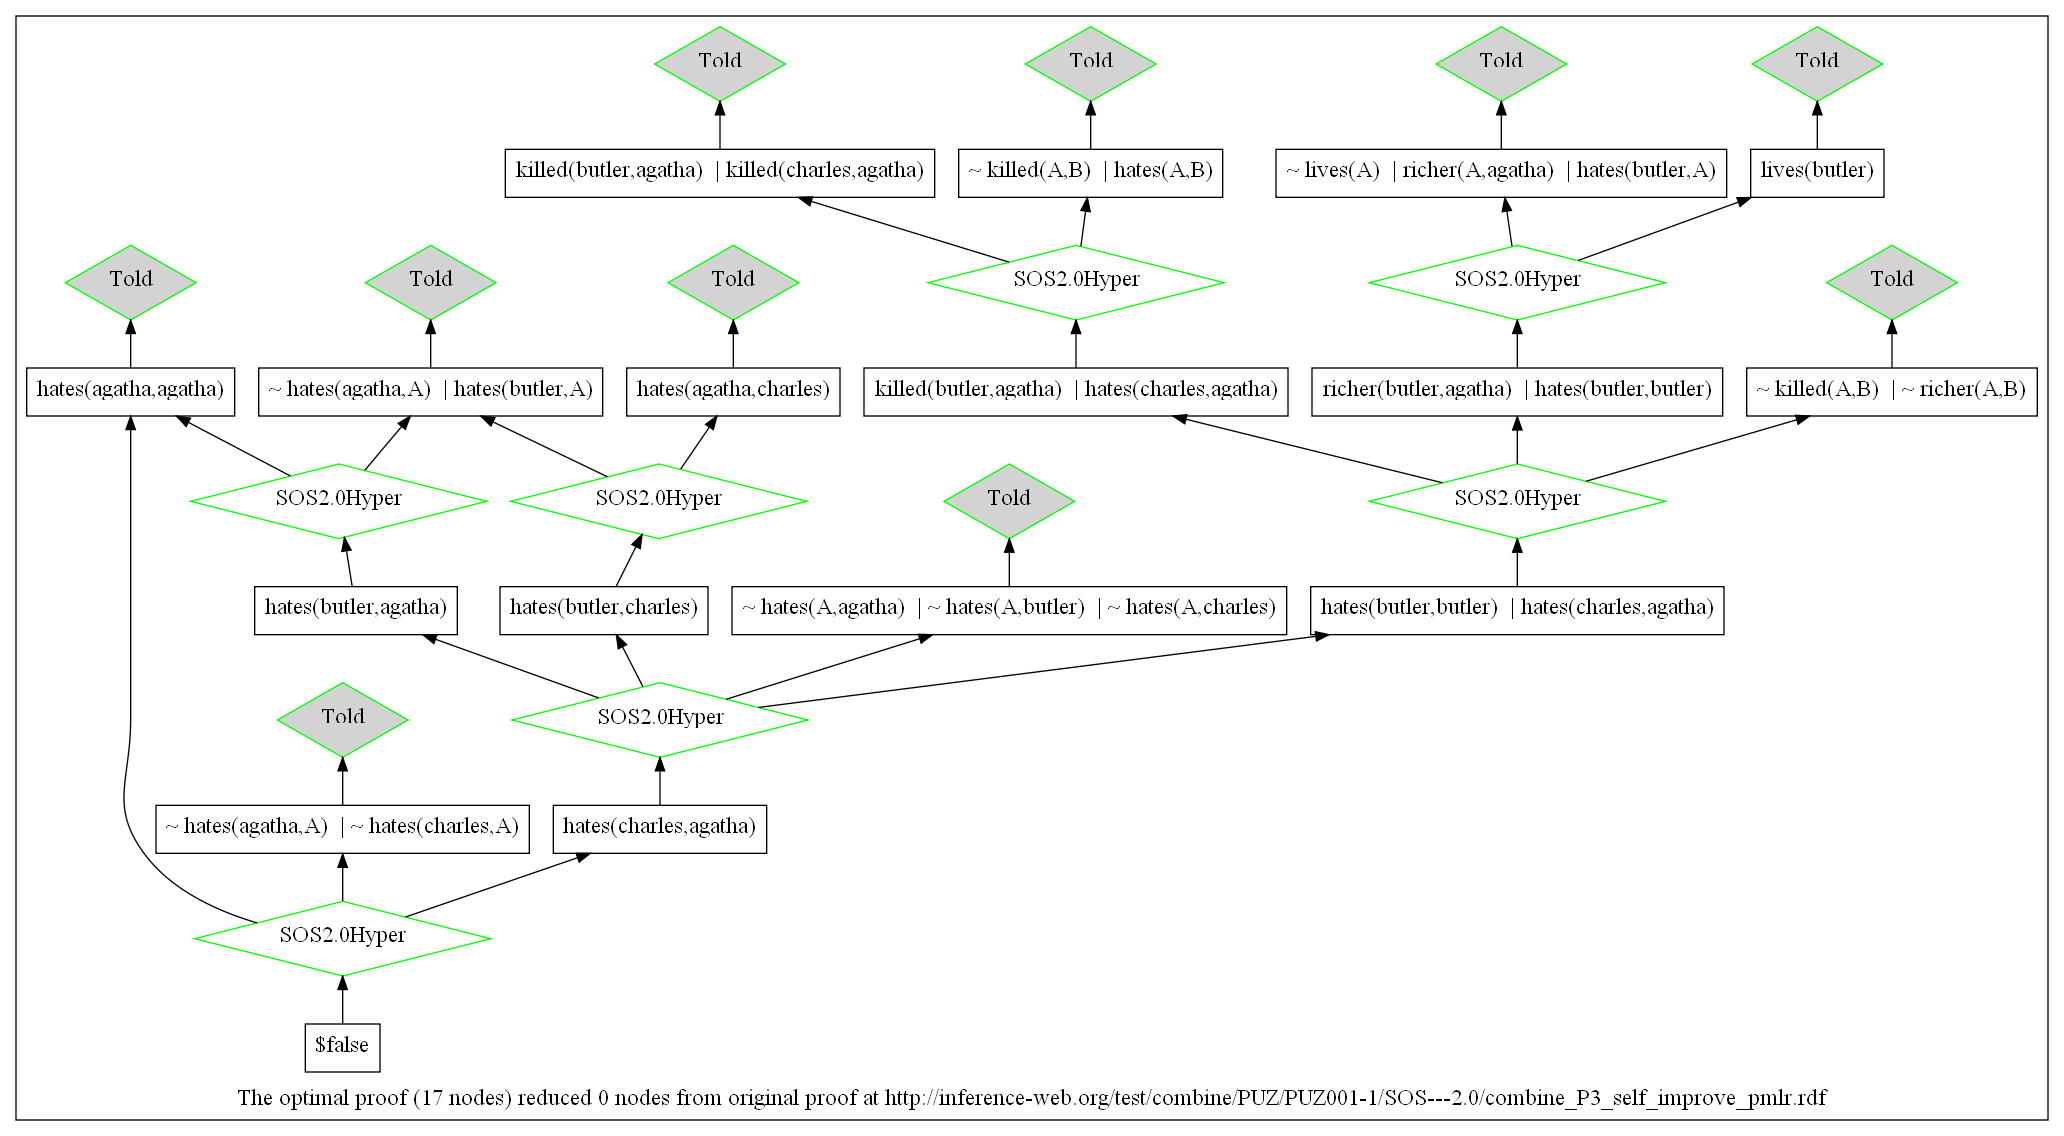 Told
Told
Told
Told
killed(butler,agatha) | killed(charles,agatha)
~ killed(A,B) | hates(A,B)
~ lives(A) | richer(A,agatha) | hates(butler,A)
lives(butler)
Told
Told
Told
SOS2.0Hyper
SOS2.0Hyper
Told
hates(agatha,agatha)
~ hates(agatha,A) | hates(butler,A)
hates(agatha,charles)
killed(butler,agatha) | hates(charles,agatha)
richer(butler,agatha) | hates(butler,butler)
~ killed(A,B) | ~ richer(A,B)
SOS2.0Hyper
SOS2.0Hyper
Told
SOS2.0Hyper
hates(butler,agatha)
hates(butler,charles)
~ hates(A,agatha) | ~ hates(A,butler) | ~ hates(A,charles)
hates(butler,butler) | hates(charles,agatha)
Told
SOS2.0Hyper
~ hates(agatha,A) | ~ hates(charles,A)
hates(charles,agatha)
SOS2.0Hyper
$false
The optimal proof (17 nodes) reduced 0 nodes from original proof at http://inference-web.org/test/combine/PUZ/PUZ001-1/SOS---2.0/combine_P3_self_improve_pmlr.rdf